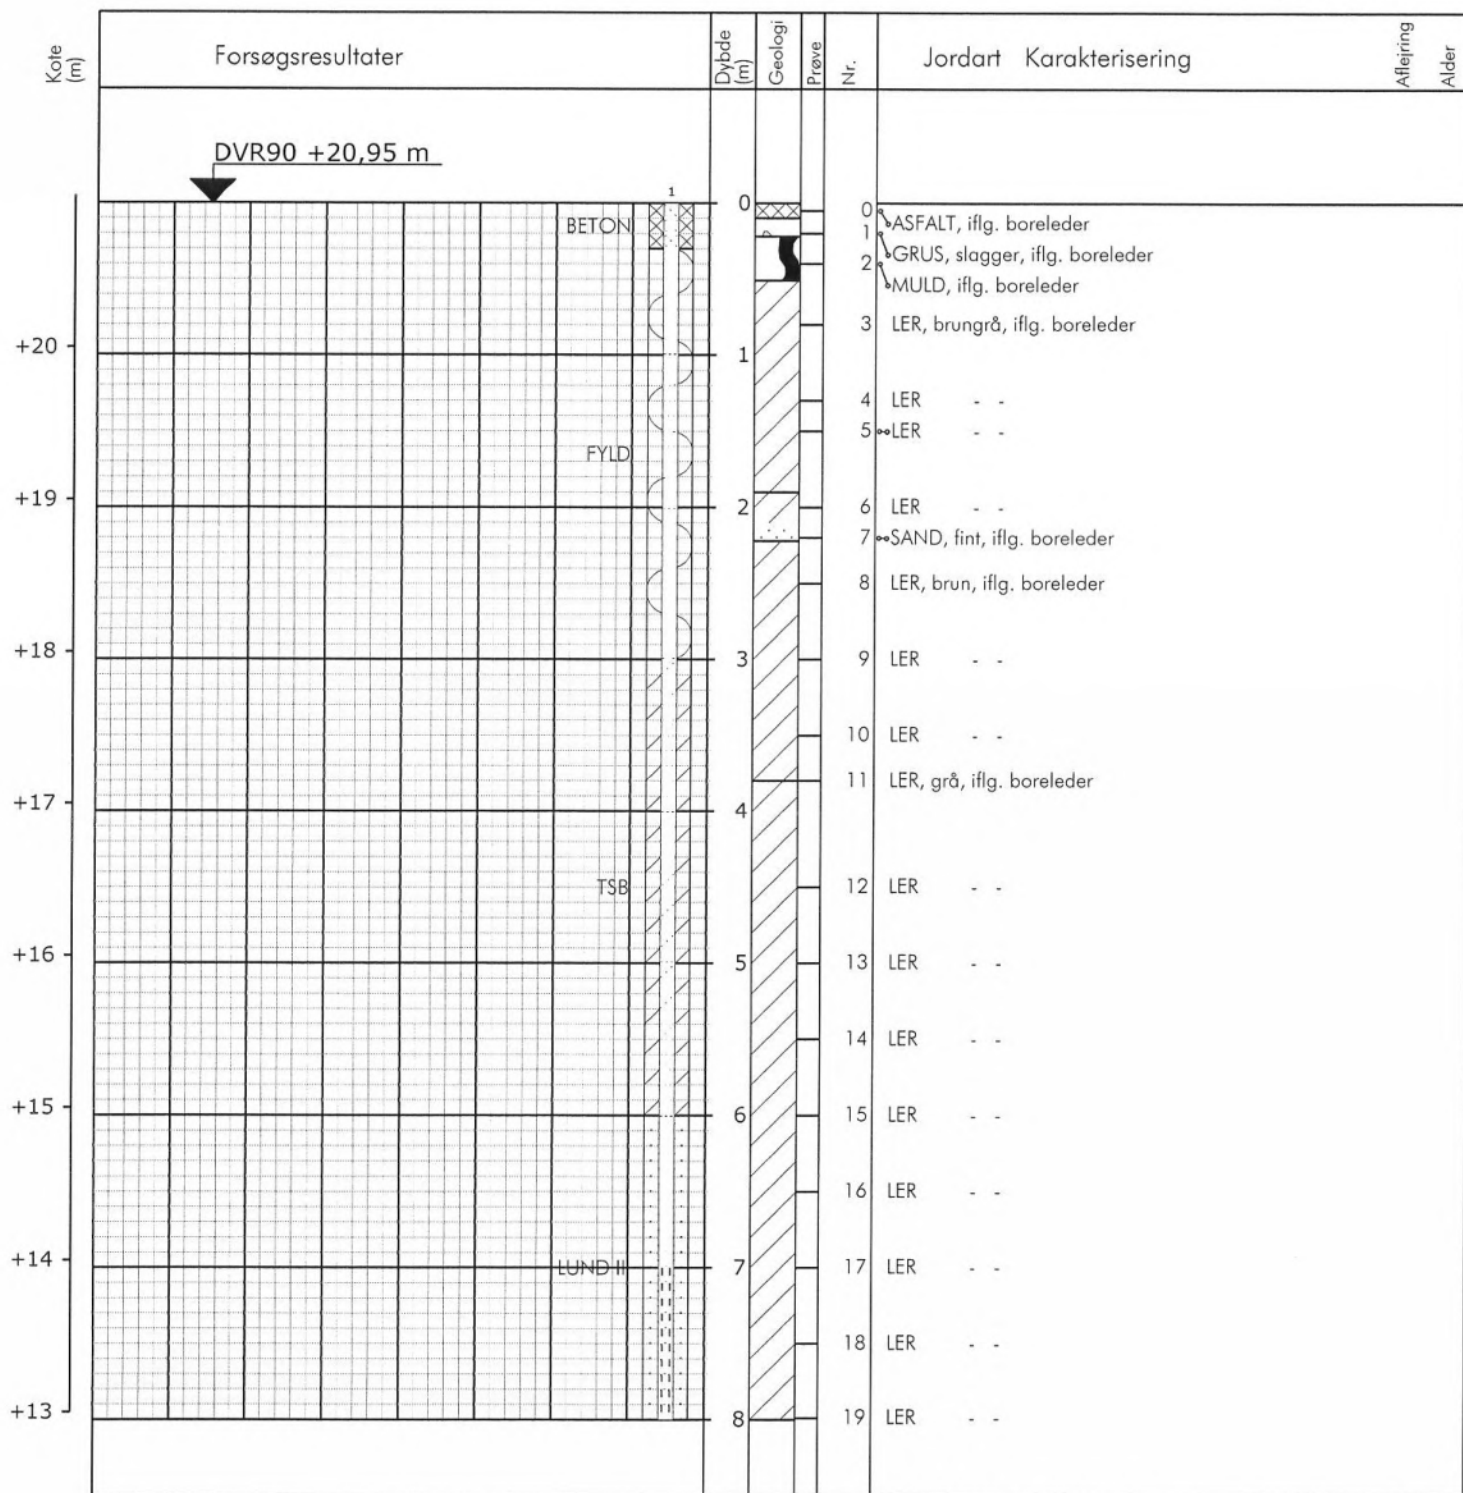 Kote (m) Forsøgsresultater Dybde (m) Geologi Prøve Nr. Jordart Karakterisering Aflejring Alder
DVR90 +20,95 m
1
0 0
BETON ASFALT, iflg. boreleder
1
GRUS, slagger, iflg. boreleder
2
MULD, iflg. boreleder
3 LER, brungrå, iflg. boreleder
+20 1
4 LER - -
5 LER - -
FYLD
+19 2 6 LER - -
7 SAND, fint, iflg. boreleder
8 LER, brun, iflg. boreleder
+18 3 9 LER - -
10 LER - -
11 LER, grå, iflg. boreleder
+17 4
TSB 12 LER - -
+16 5 13 LER - -
14 LER - -
+15 6 15 LER - -
16 LER - -
+14 LUND II 7 17 LER - -
18 LER - -
+13 8 19 LER - -